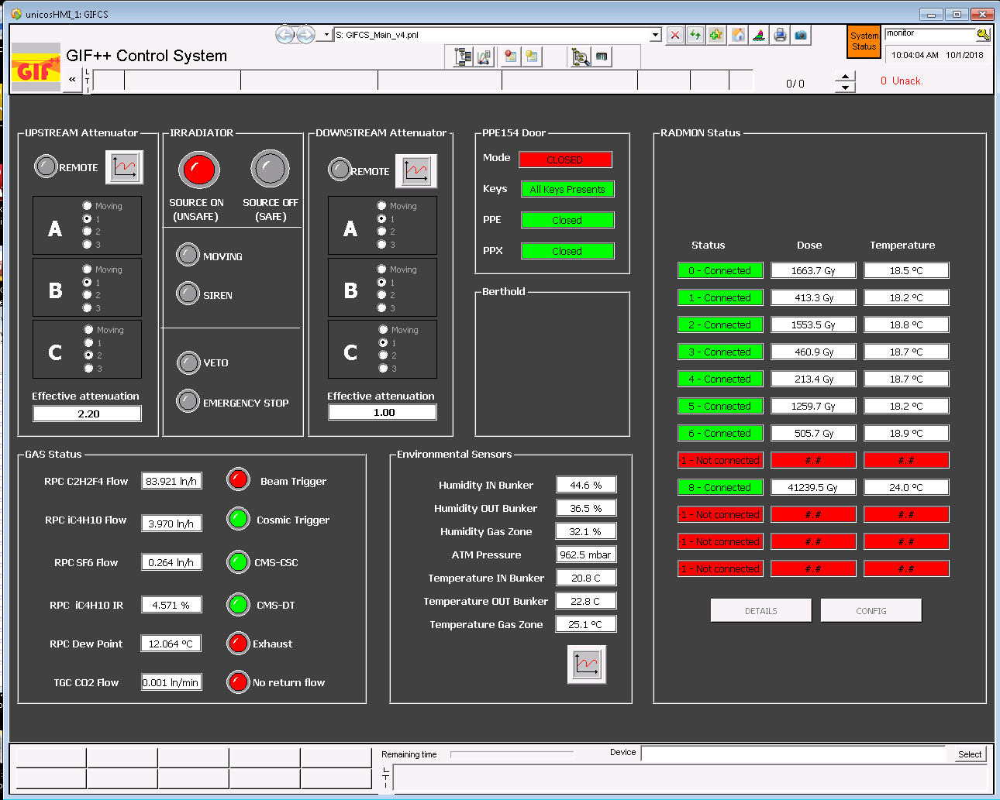 unicosHMI_1: GIFCS
S: GIFCS_Main_v4.pnl
System Status
monitor
GIF
GIF++ Control System
10:04:04 AM 10/1/2018
«
L
T
I
0/ 0
0 Unack.
UPSTREAM Attenuator
REMOTE
A
Moving
1
2
3
B
Moving
1
2
3
C
Moving
1
2
3
Effective attenuation
2.20
IRRADIATOR
SOURCE ON
(UNSAFE)
SOURCE OFF
(SAFE)
MOVING
SIREN
VETO
EMERGENCY STOP
DOWNSTREAM Attenuator
REMOTE
A
Moving
1
2
3
B
Moving
1
2
3
C
Moving
1
2
3
Effective attenuation
1.00
PPE154 Door
Mode CLOSED
Keys All Keys Presents
PPE Closed
PPX Closed
Berthold
RADMON Status
Status Dose Temperature
0 - Connected 1663.7 Gy 18.5 ºC
1 - Connected 413.3 Gy 18.2 ºC
2 - Connected 1553.5 Gy 18.8 ºC
3 - Connected 460.9 Gy 18.7 ºC
4 - Connected 213.4 Gy 18.7 ºC
5 - Connected 1259.7 Gy 18.2 ºC
6 - Connected 505.7 Gy 18.9 ºC
-1 - Not connected #.# #.#
8 - Connected 41239.5 Gy 24.0 ºC
-1 - Not connected #.# #.#
-1 - Not connected #.# #.#
-1 - Not connected #.# #.#
DETAILS CONFIG
GAS Status
RPC C2H2F4 Flow 83.921 ln/h Beam Trigger
RPC iC4H10 Flow 3.970 ln/h Cosmic Trigger
RPC SF6 Flow 0.264 ln/h CMS-CSC
RPC iC4H10 IR 4.571 % CMS-DT
RPC Dew Point 12.064 ºC Exhaust
TGC CO2 Flow 0.001 ln/min No return flow
Environmental Sensors
Humidity IN Bunker 44.6 %
Humidity OUT Bunker 36.5 %
Humidity Gas Zone 32.1 %
ATM Pressure 962.5 mbar
Temperature IN Bunker 20.8 C
Temperature OUT Bunker 22.8 C
Temperature Gas Zone 25.1 ºC
Remaining time
Device
Select
L
T
I